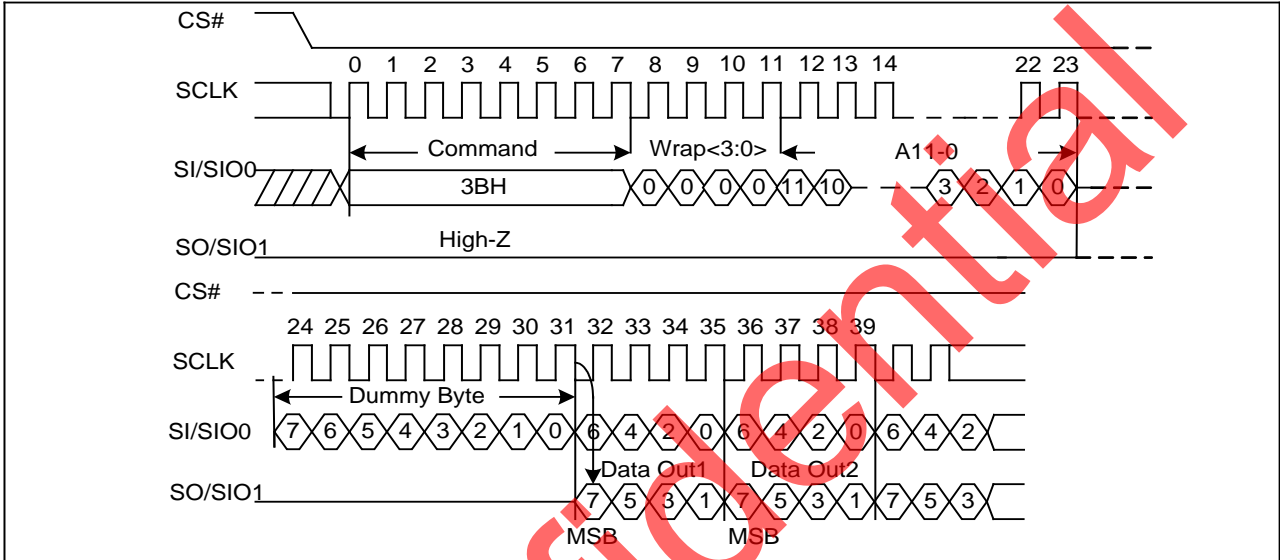 CS#
0 1 2 3 4 5 6 7 8 9 10 11 12 13 14 22 23
SCLK
Command Wrap<3:0> A11-0
SI/SIO0
3BH 0 0 0 0 11 10 3 2 1 0
High-Z
SO/SIO1
CS#
24 25 26 27 28 29 30 31 32 33 34 35 36 37 38 39
SCLK
Dummy Byte
SI/SIO0 7 6 5 4 3 2 1 0 6 4 2 0 6 4 2 0 6 4 2
Data Out1 Data Out2
SO/SIO1 7 5 3 1 7 5 3 1 7 5 3
MSB MSB
fidential